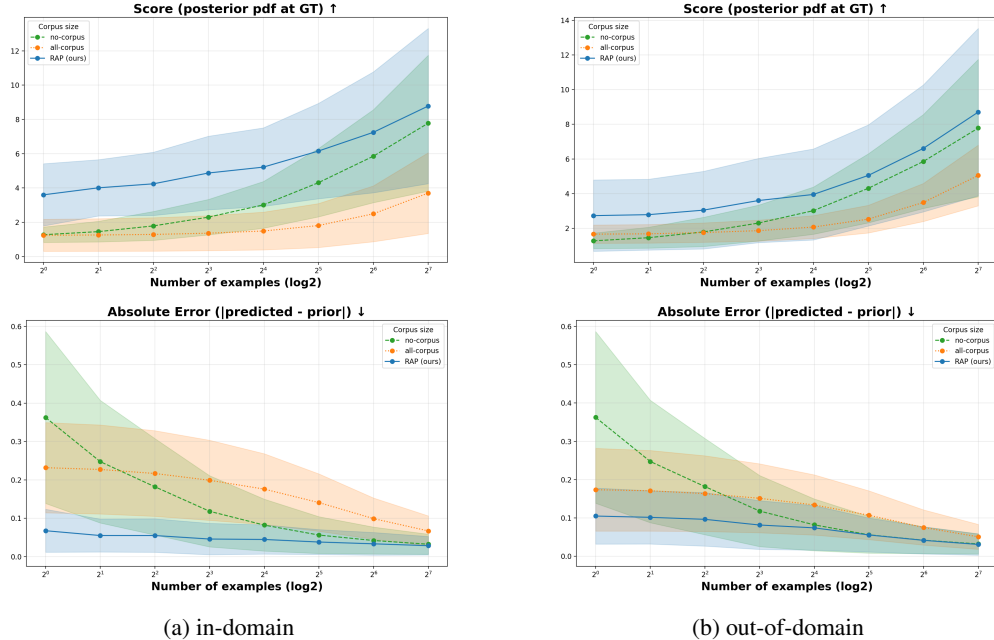 Score (posterior pdf at GT) ↑
Corpus size
no-corpus
all-corpus
RAP (ours)
12
10
8
6
4
2
0
2⁰ 2¹ 2² 2³ 2⁴ 2⁵ 2⁶ 2⁷
Number of examples (log2)
Absolute Error (|predicted - prior|) ↓
Corpus size
no-corpus
all-corpus
RAP (ours)
0.6
0.5
0.4
0.3
0.2
0.1
0.0
2⁰ 2¹ 2² 2³ 2⁴ 2⁵ 2⁶ 2⁷
Number of examples (log2)
(a) in-domain
Score (posterior pdf at GT) ↑
Corpus size
no-corpus
all-corpus
RAP (ours)
14
12
10
8
6
4
2
2⁰ 2¹ 2² 2³ 2⁴ 2⁵ 2⁶ 2⁷
Number of examples (log2)
Absolute Error (|predicted - prior|) ↓
Corpus size
no-corpus
all-corpus
RAP (ours)
0.6
0.5
0.4
0.3
0.2
0.1
0.0
2⁰ 2¹ 2² 2³ 2⁴ 2⁵ 2⁶ 2⁷
Number of examples (log2)
(b) out-of-domain